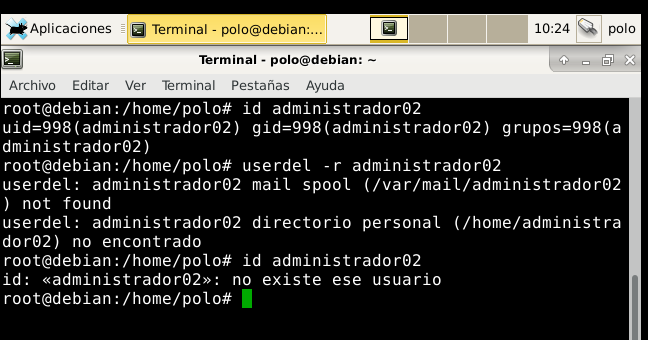 Aplicaciones
Terminal - polo@debian:...
10:24
polo
Terminal - polo@debian: ~
Archivo Editar Ver Terminal Pestañas Ayuda
root@debian:/home/polo# id administrador02
uid=998(administrador02) gid=998(administrador02) grupos=998(a
dministrador02)
root@debian:/home/polo# userdel -r administrador02
userdel: administrador02 mail spool (/var/mail/administrador02
) not found
userdel: administrador02 directorio personal (/home/administra
dor02) no encontrado
root@debian:/home/polo# id administrador02
id: «administrador02»: no existe ese usuario
root@debian:/home/polo#